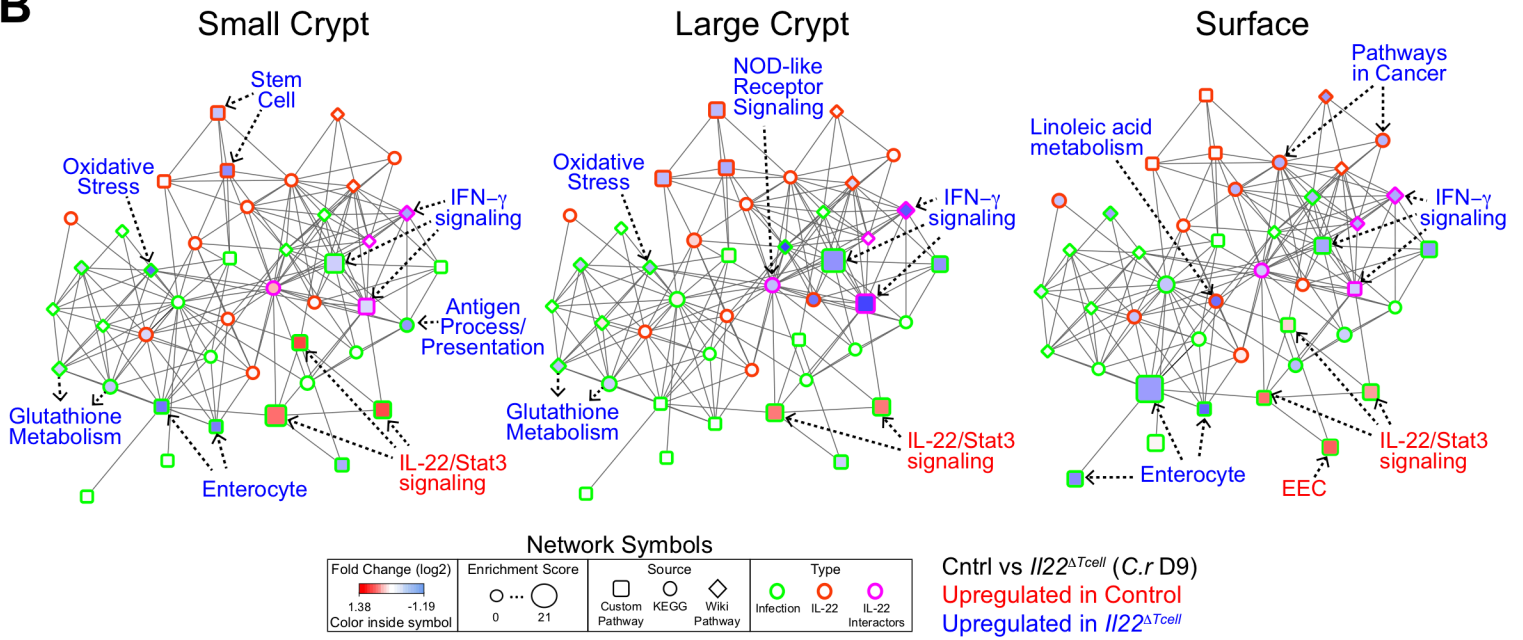 B
Small Crypt
Large Crypt
Surface
Stem
Cell
Oxidative
Stress
IFN–γ
signaling
Antigen
Process/
Presentation
Glutathione
Metabolism
Enterocyte
IL-22/Stat3
signaling
NOD-like
Receptor
Signaling
Oxidative
Stress
IFN–γ
signaling
Glutathione
Metabolism
IL-22/Stat3
signaling
Pathways
in Cancer
Linoleic acid
metabolism
IFN–γ
signaling
Enterocyte
EEC
IL-22/Stat3
signaling
Network Symbols
Fold Change (log2)
1.38 -1.19
Color inside symbol
Enrichment Score
0 21
Source
Custom
Pathway
KEGG
Wiki
Pathway
Type
Infection
IL-22
IL-22
Interactors
Cntrl vs Il22ΔTcell (C.r D9)
Upregulated in Control
Upregulated in Il22ΔTcell